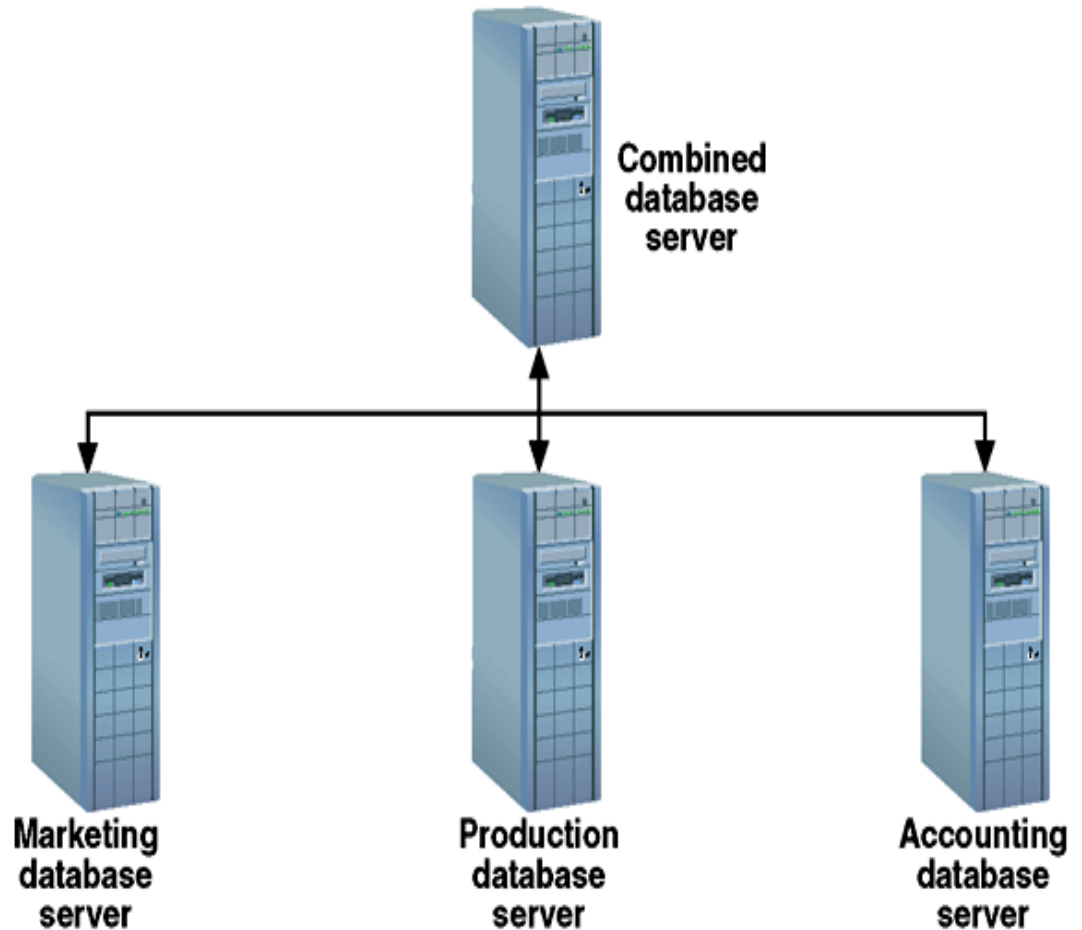 Combined
database
server
Marketing
database
server
Production
database
server
Accounting
database
server